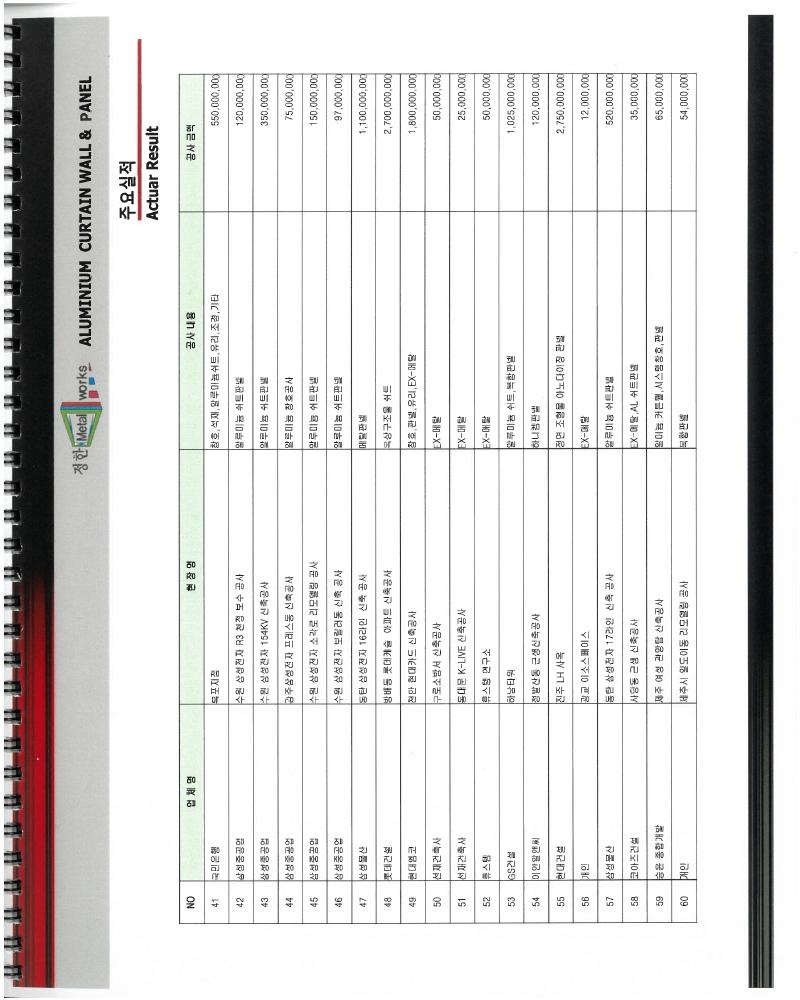 정한 Metal works ALUMINIUM CURTAIN WALL & PANEL
주요실적
Actuar Result
NO 업 체 명 현 장 명 공사 내용 공사 금액
41 국민은행 목포지점 창호,석재,알루미늄쉬트,유리,조경,기타 550,000,000
42 삼성중공업 수원 삼성전자 R3 천정 보수 공사 알루미늄 쉬트판넬 120,000,000
43 삼성중공업 수원 삼성전자 154KV 신축공사 알루미늄 쉬트판넬 350,000,000
44 삼성중공업 광주삼성전자 프레스동 신축공사 알루미늄 창호공사 75,000,000
45 삼성중공업 수원 삼성전자 소각로 리모델링 공사 알루미늄 쉬트판넬 150,000,000
46 삼성중공업 수원 삼성전자 보일러동 신축 공사 알루미늄 쉬트판넬 97,000,000
47 삼성물산 동탄 삼성전자 16라인 신축 공사 메탈판넬 1,100,000,000
48 롯데건설 방배동 롯데캐슬 아파트 신축공사 옥상구조물 쉬트 2,700,000,000
49 현대엠코 천안 현대카드 신축공사 창호,판넬,유리,EX-메탈 1,800,000,000
50 선재건축사 구로소방서 신축공사 EX-메탈 50,000,000
51 선재건축사 동대문 K-LIVE 신축공사 EX-메탈 25,000,000
52 휴스템 휴스템 연구소 EX-메탈 50,000,000
53 GS건설 하남타워 알루미늄 쉬트,복합판넬 1,025,000,000
54 이안알앤씨 정발산동 근생신축공사 하니컴판넬 120,000,000
55 현대건설 진주 LH 사옥 정면 조형물 아노다이징 판넬 2,750,000,000
56 개인 광교 이소스페이스 EX-메탈 12,000,000
57 삼성물산 동탄 삼성전자 17라인 신축 공사 알루미늄 쉬트판넬 520,000,000
58 코아즈건설 사당동 근생 신축공사 EX-메탈,AL 쉬트판넬 35,000,000
59 승은 종합개발 제주 여성 관망탑 신축공사 알미늄 커튼월,시스템창호,판넬 65,000,000
60 개인 제주시 일도이동 리모델링 공사 복합판넬 54,000,000